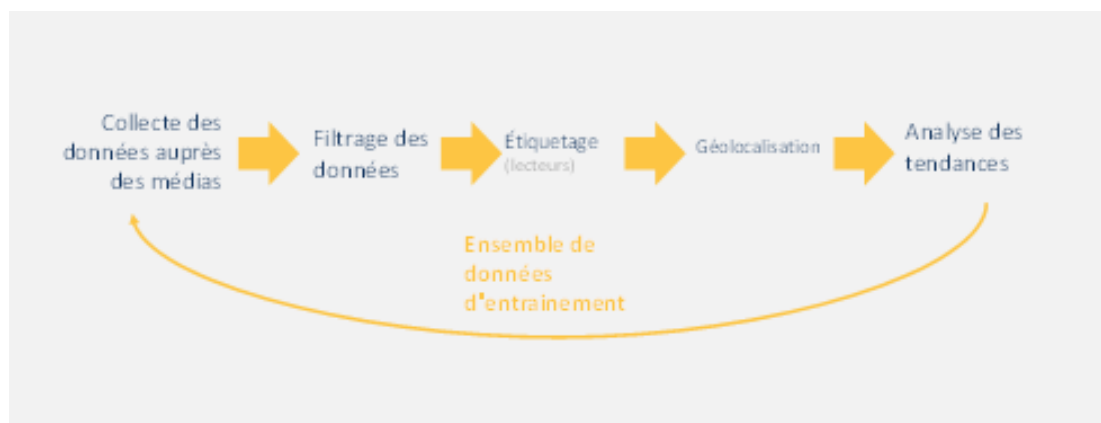 Collecte des
données auprès
des médias
Filtrage des
données
Étiquetage
(lecteurs)
Géolocalisation
Analyse des
tendances
Ensemble de
données
d'entrainement